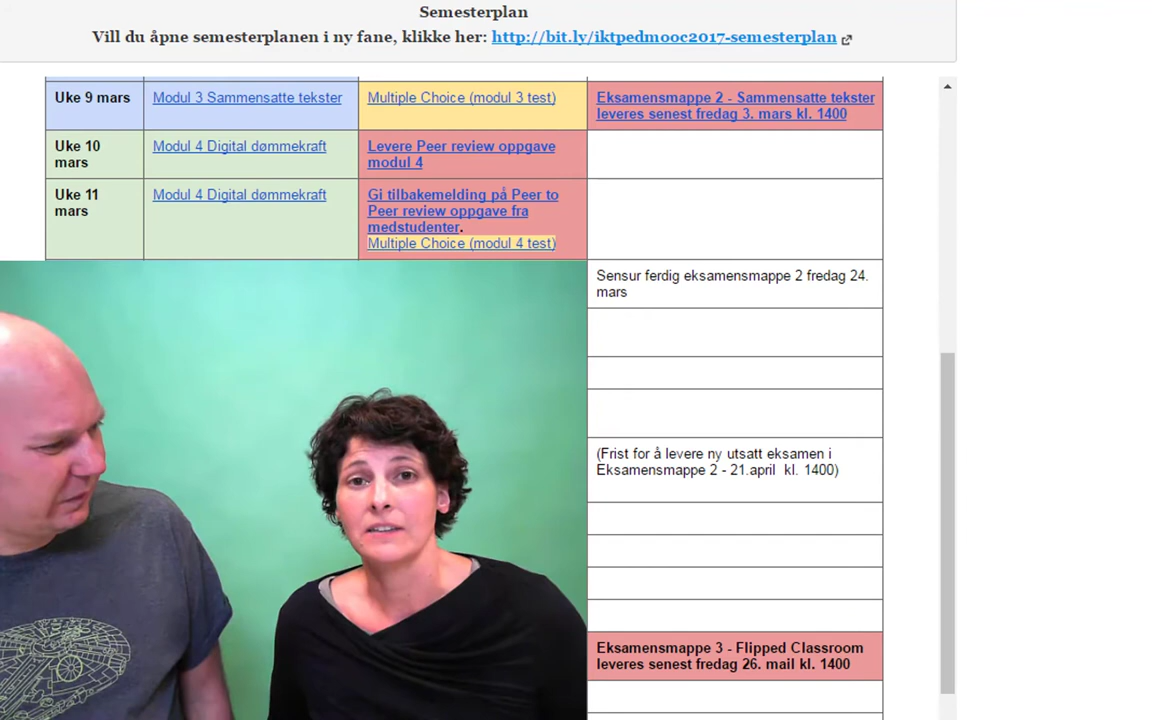 Semesterplan
Vill du åpne semesterplanen i ny fane, klikke her: http://bit.ly/iktpedmooc2017-semesterplan
Uke 9 mars
Modul 3 Sammensatte tekster
Multiple Choice (modul 3 test)
Eksamensmappe 2 - Sammensatte tekster
leveres senest fredag 3. mars kl. 1400
Uke 10
mars
Modul 4 Digital dømmekraft
Levere Peer review oppgave
modul 4
Uke 11
mars
Modul 4 Digital dømmekraft
Gi tilbakemelding på Peer to
Peer review oppgave fra
medstudenter.
Multiple Choice (modul 4 test)
Sensur ferdig eksamensmappe 2 fredag 24.
mars
(Frist for å levere ny utsatt eksamen i
Eksamensmappe 2 - 21.april kl. 1400)
Eksamensmappe 3 - Flipped Classroom
leveres senest fredag 26. mail kl. 1400